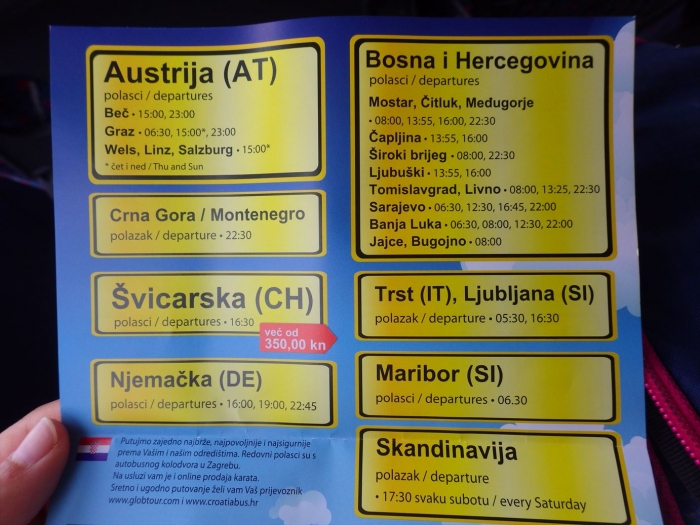 Austrija (AT)
polasci / departures
Beč • 15:00, 23:00
Graz • 06:30, 15:00*, 23:00
Wels, Linz, Salzburg • 15:00*
* čet i ned / Thu and Sun
Crna Gora / Montenegro
polazak / departure • 22:30
Švicarska (CH)
polasci / departures • 16:30
već od
350,00 kn
Njemačka (DE)
polasci / departures • 16:00, 19:00, 22:45
Putujmo zajedno najbrže, najpovoljnije i najsigurnije
prema Vašim i našim odredištima. Redovni polasci su s
autobusnog kolodvora u Zagrebu.
Na usluzi vam je i online prodaja karata.
Sretno i ugodno putovanje želi vam Vaš prijevoznik
www.globtour.com i www.croatiabus.hr
Bosna i Hercegovina
polasci / departures
Mostar, Čitluk, Međugorje
• 08:00, 13:55, 16:00, 22:30
Čapljina • 13:55, 16:00
Široki brijeg • 08:00, 22:30
Ljubuški • 13:55, 16:00
Tomislavgrad, Livno • 08:00, 13:25, 22:30
Sarajevo • 06:30, 12:30, 16:45, 22:00
Banja Luka • 06:30, 08:00, 12:30, 22:00
Jajce, Bugojno • 08:00
Trst (IT), Ljubljana (SI)
polazak / departure • 05:30, 16:30
Maribor (SI)
polasci / departures • 06.30
Skandinavija
polazak / departure
• 17:30 svaku subotu / every Saturday